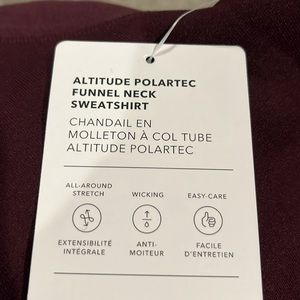 ALTITUDE POLARTEC
FUNNEL NECK
SWEATSHIRT
CHANDAIL EN
MOLLETON À COL TUBE
ALTITUDE POLARTEC
ALL-AROUND
STRETCH
WICKING
EASY-CARE
EXTENSIBILITÉ
INTÉGRALE
ANTI-
MOITEUR
FACILE
D'ENTRETIEN